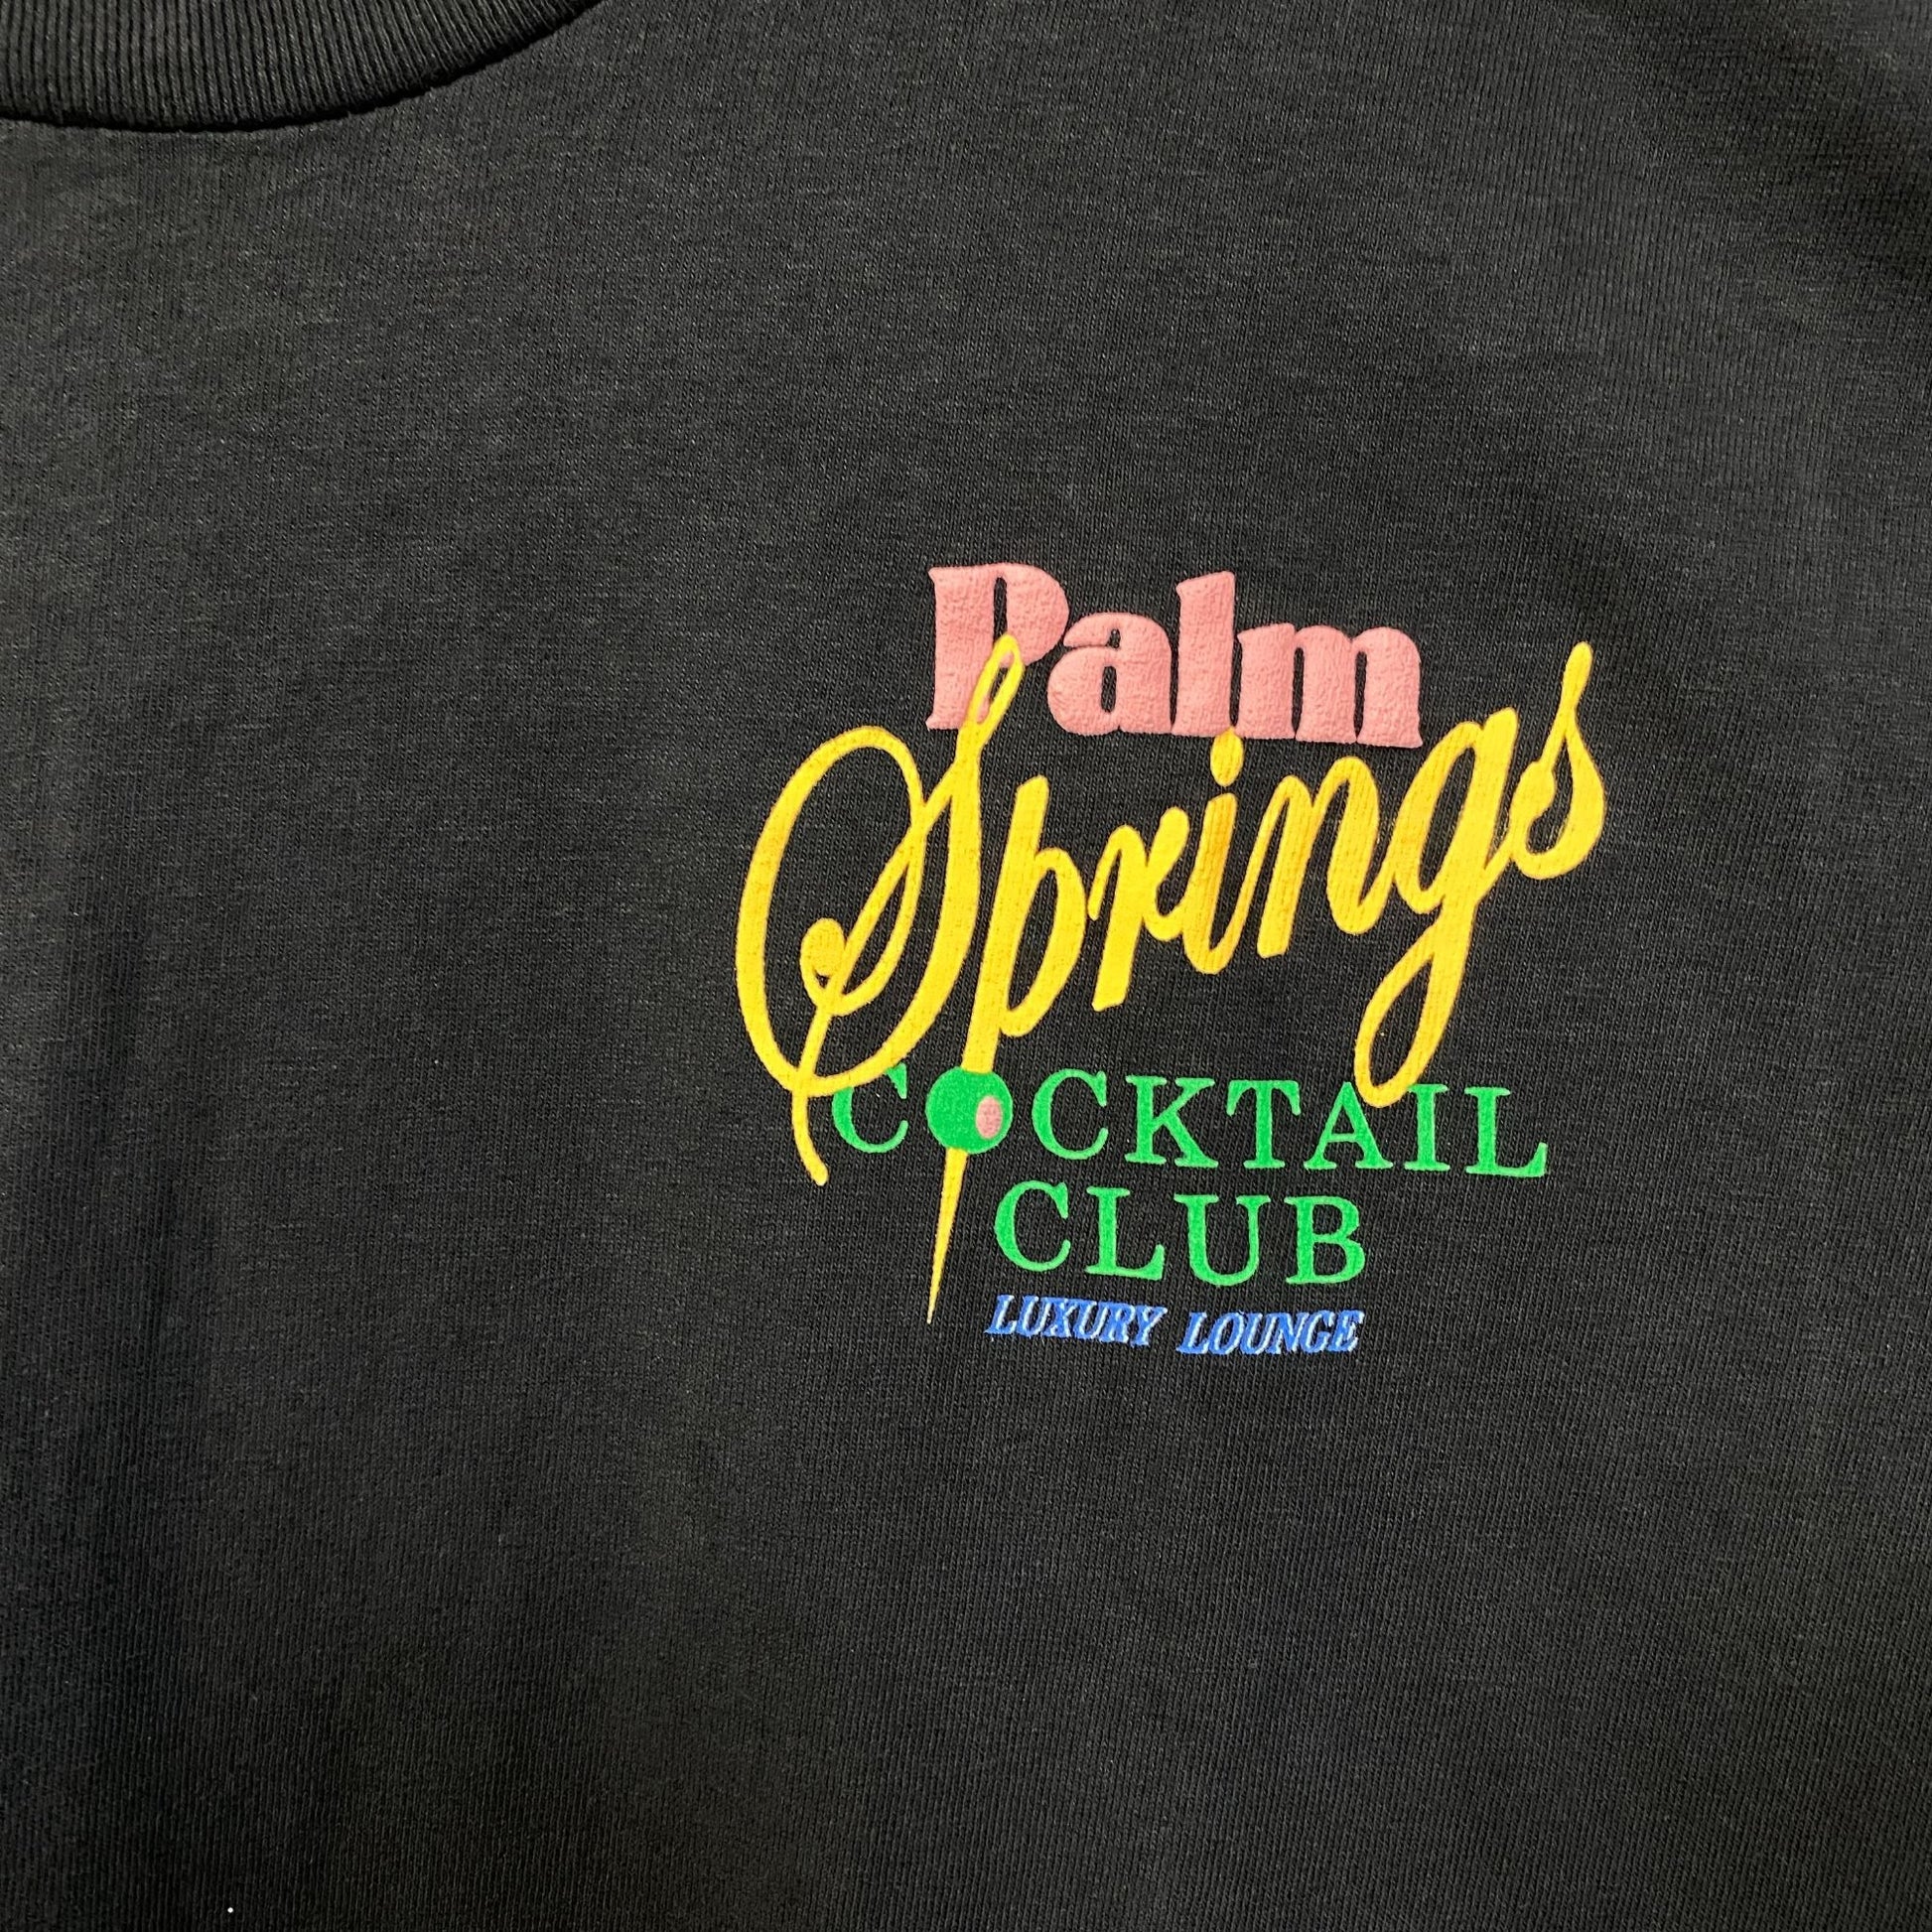 Palm
Springs
COCKTAIL
CLUB
LUXURY LOUNGE